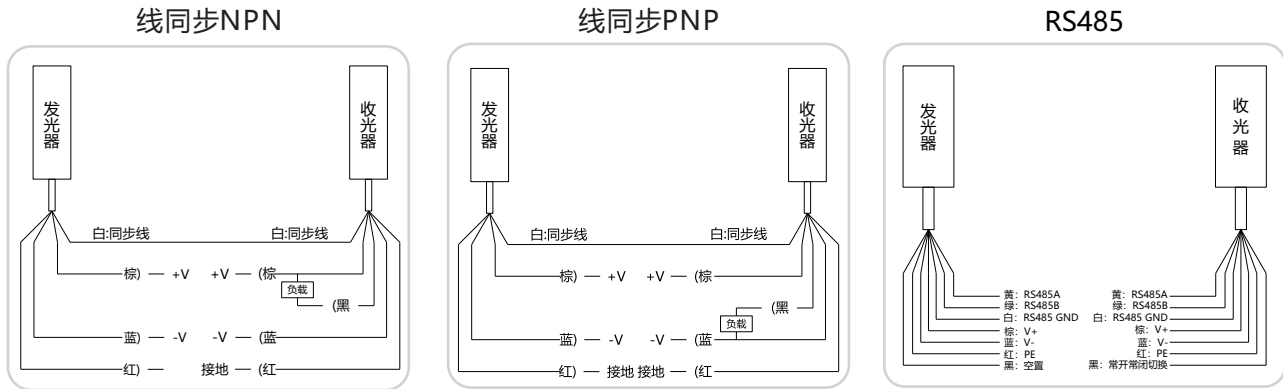 线同步NPN
发光器
收光器
白:同步线 白:同步线
棕) — +V +V — (棕
负载
(黑
蓝) — -V -V — (蓝
红) — 接地 — (红
线同步PNP
发光器
收光器
白:同步线 白:同步线
棕) — +V +V — (棕
(黑
负载
蓝) — -V -V — (蓝
红) — 接地 接地 — (红
RS485
发光器
收光器
黄: RS485A 黄: RS485A
绿: RS485B 绿: RS485B
白: RS485 GND 白: RS485 GND
棕: V+ 棕: V+
蓝: V- 蓝: V-
红: PE 红: PE
黑: 空置 黑: 常开常闭切换